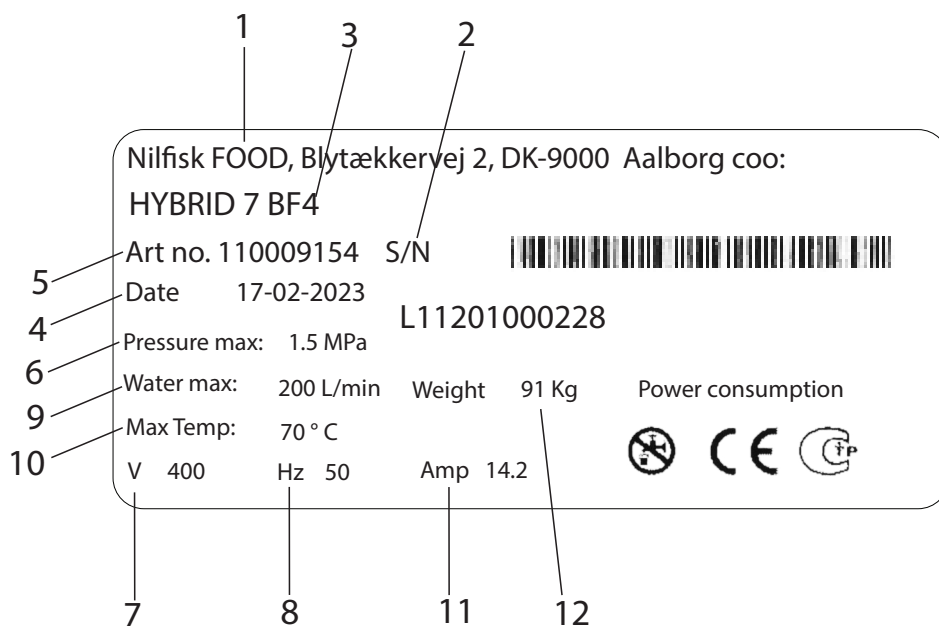 1
3
2
Nilfisk FOOD, Blytækkervej 2, DK-9000 Aalborg coo:
HYBRID 7 BF4
5
Art no. 110009154 S/N
4
Date 17-02-2023
L11201000228
6
Pressure max: 1.5 MPa
9
Water max: 200 L/min Weight 91 Kg Power consumption
10
Max Temp: 70 ° C
V 400 Hz 50 Amp 14.2
CE
C TP
7
8
11
12